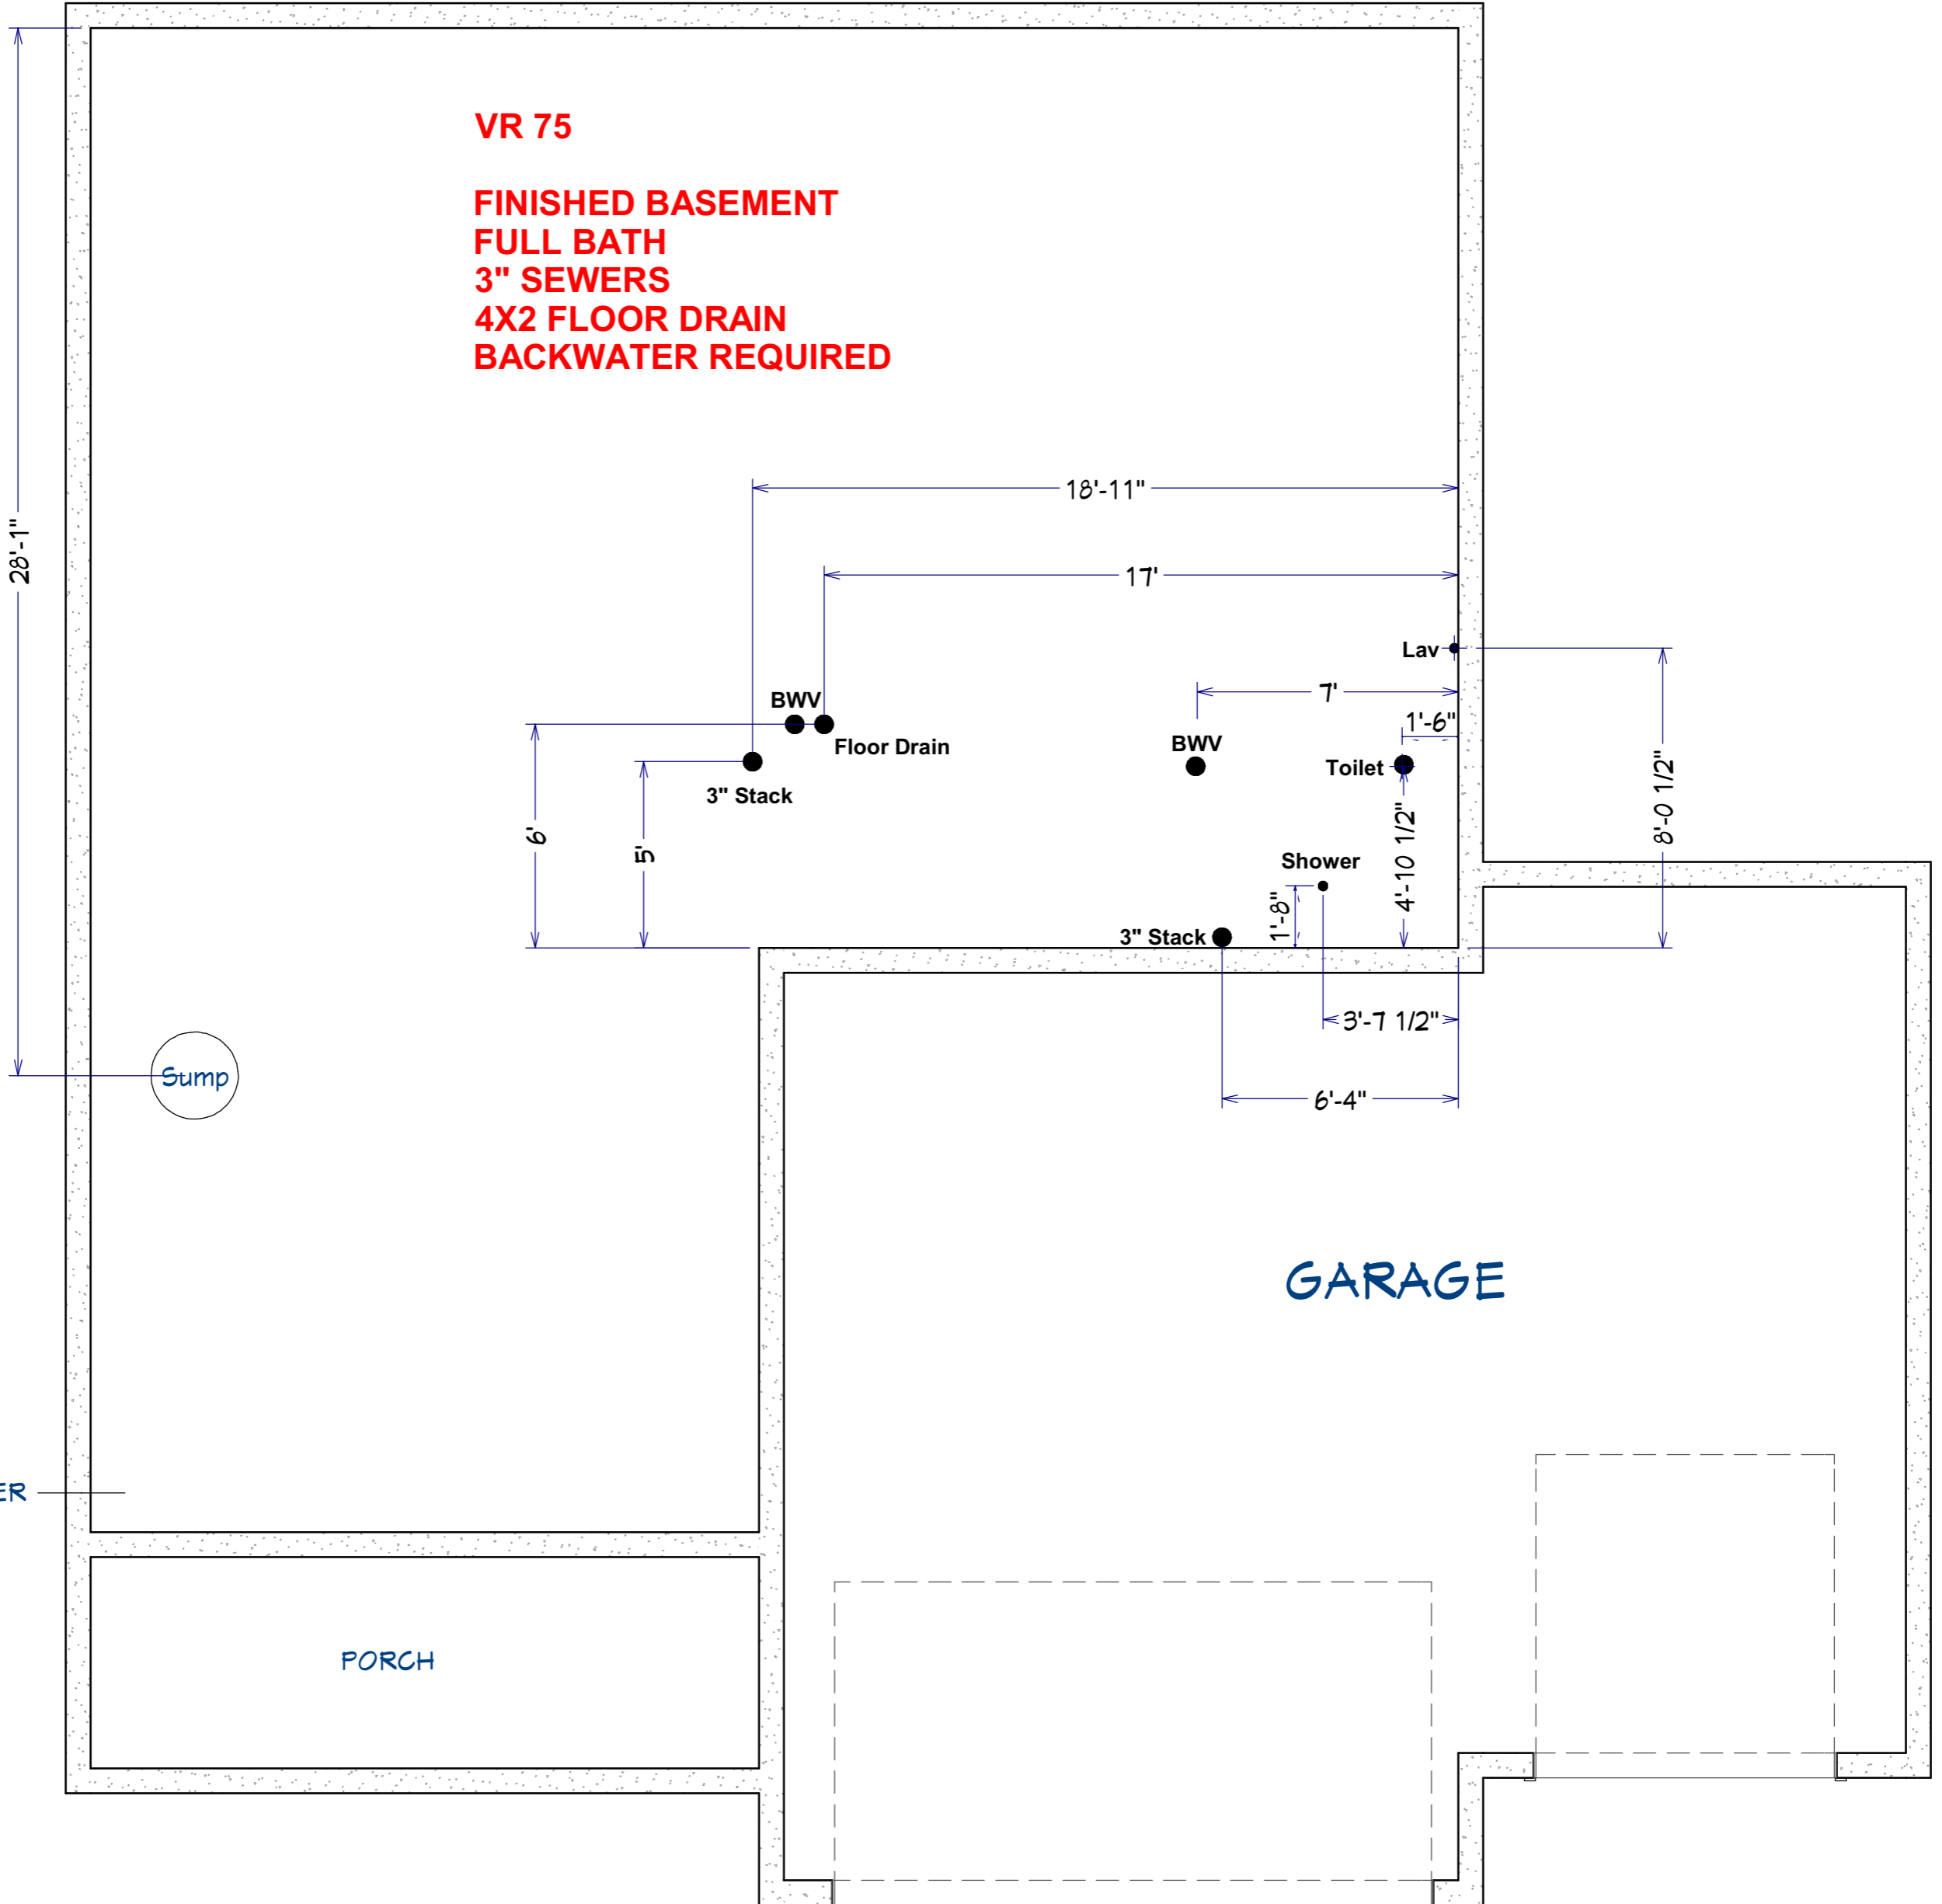 VR 75
FINISHED BASEMENT
FULL BATH
3" SEWERS
4X2 FLOOR DRAIN
BACKWATER REQUIRED
28'-1"
18'-11"
17'
Lav
7'
1'-6"
BWV
Floor Drain
BWV
Toilet
3" Stack
6'
5'
8'-0 1/2"
4'-10 1/2"
Shower
1'-8"
3" Stack
3'-7 1/2"
Sump
6'-4"
GARAGE
ER
PORCH